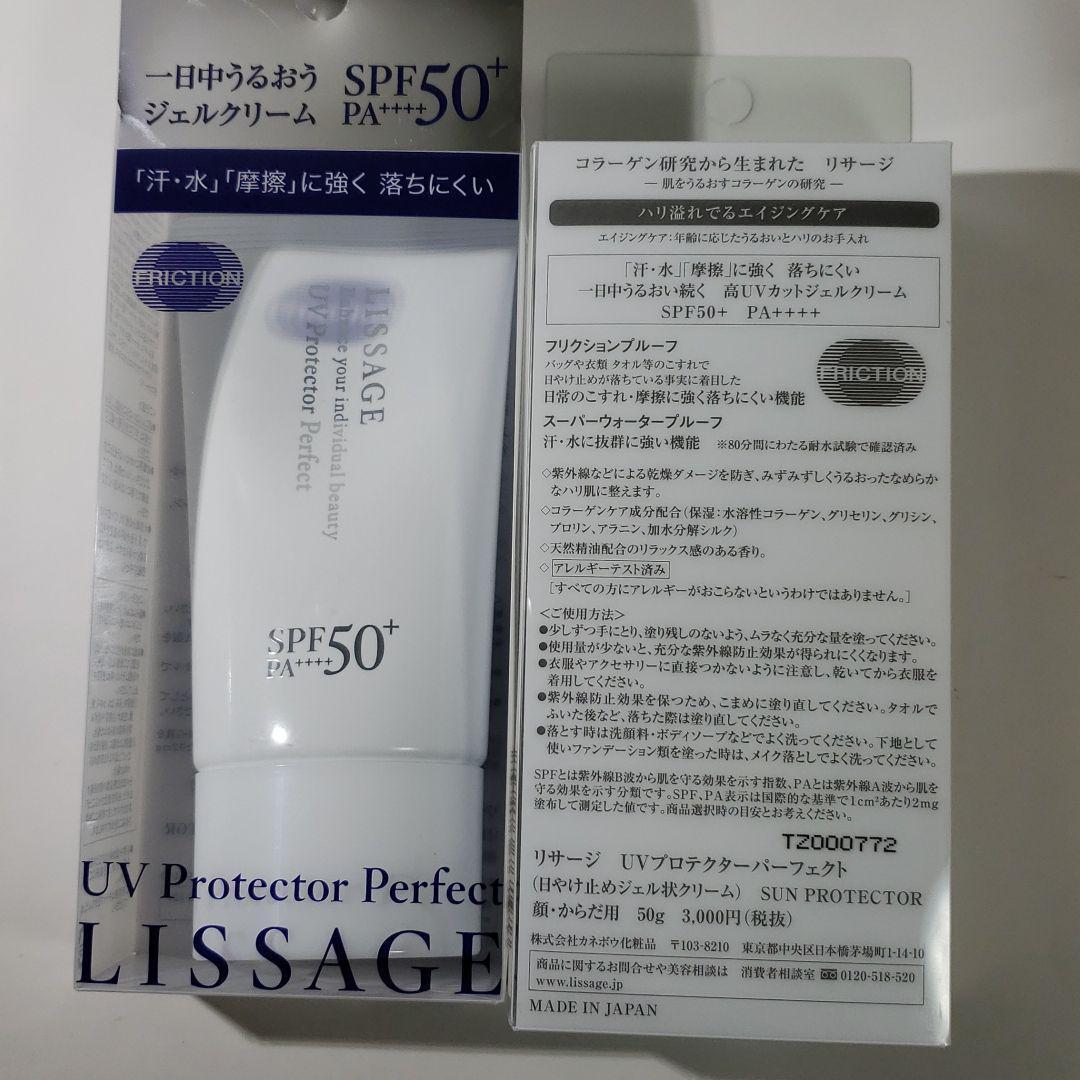 一日中うるおう
ジェルクリーム
SPF50+
PA++++
「汗・水」「摩擦」に強く 落ちにくい
FRICTION
LISSAGE
your individual beauty
UV Protector Perfect
SPF50+
PA++++
UV Protector Perfect
LISSAGE
コラーゲン研究から生まれた リサージ
― 肌をうるおすコラーゲンの研究 ―
ハリ溢れでるエイジングケア
エイジングケア：年齢に応じたうるおいとハリのお手入れ
「汗・水」「摩擦」に強く 落ちにくい
一日中うるおい続く 高UVカットジェルクリーム
SPF50+ PA++++
フリクションプルーフ
バッグや衣類 タオル等のこすれで
日やけ止めが落ちている事実に着目した
日常のこすれ・摩擦に強く落ちにくい機能
FRICTION
スーパーウォータープルーフ
汗・水に抜群に強い機能 ※80分間にわたる耐水試験で確認済み
◇紫外線などによる乾燥ダメージを防ぎ、みずみずしくうるおったなめらか
なハリ肌に整えます。
◇コラーゲンケア成分配合（保湿：水溶性コラーゲン、グリセリン、グリシン、
プロリン、アラニン、加水分解シルク）
◇天然精油配合のリラックス感のある香り。
◇アレルギーテスト済み
［すべての方にアレルギーがおこらないというわけではありません。］
＜ご使用方法＞
●少しずつ手にとり、塗り残しのないよう、ムラなく充分な量を塗ってください。
●使用量が少ないと、充分な紫外線防止効果が得られにくくなります。
●衣服やアクセサリーに直接つかないように注意し、乾いてから衣服を
着用してください。
●紫外線防止効果を保つため、こまめに塗り直してください。タオルで
ふいた後など、落ちた際は塗り直してください。
●落とす時は洗顔料・ボディソープなどでよく洗ってください。下地として
使いファンデーション類を塗った時は、メイク落としでよく洗ってください。
SPFとは紫外線B波から肌を守る効果を示す指数、PAとは紫外線A波から肌を
守る効果を示す分類です。SPF、PA表示は国際的な基準で1cm²あたり2mg
塗布して測定した値です。商品選択時の目安とお考えください。
TZ000772
リサージ UVプロテクターパーフェクト
（日やけ止めジェル状クリーム） SUN PROTECTOR
顔・からだ用 50g 3,000円（税抜）
株式会社カネボウ化粧品 〒103-8210 東京都中央区日本橋茅場町1-14-10
商品に関するお問合せや美容相談は 消費者相談室 0120-518-520
www.lissage.jp
MADE IN JAPAN